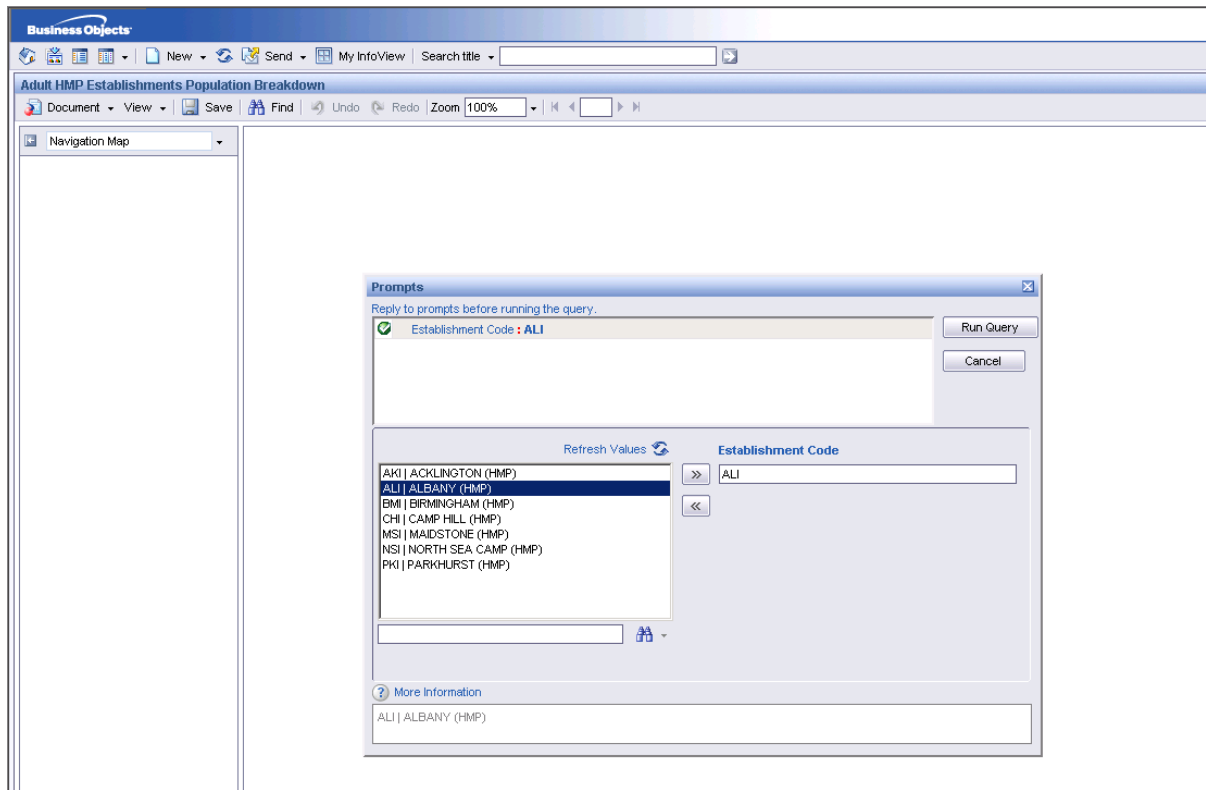 Business Objects
New Send My InfoView Search title
Adult HMP Establishments Population Breakdown
Document View Save Find Undo Redo Zoom 100%
Navigation Map
Prompts
Reply to prompts before running the query.
Establishment Code : ALI
Run Query
Cancel
Refresh Values
Establishment Code
AKI | ACKLINGTON (HMP)
ALI
ALI | ALBANY (HMP)
BMI | BIRMINGHAM (HMP)
CHI | CAMP HILL (HMP)
MSI | MAIDSTONE (HMP)
NSI | NORTH SEA CAMP (HMP)
PKI | PARKHURST (HMP)
? More Information
ALI | ALBANY (HMP)